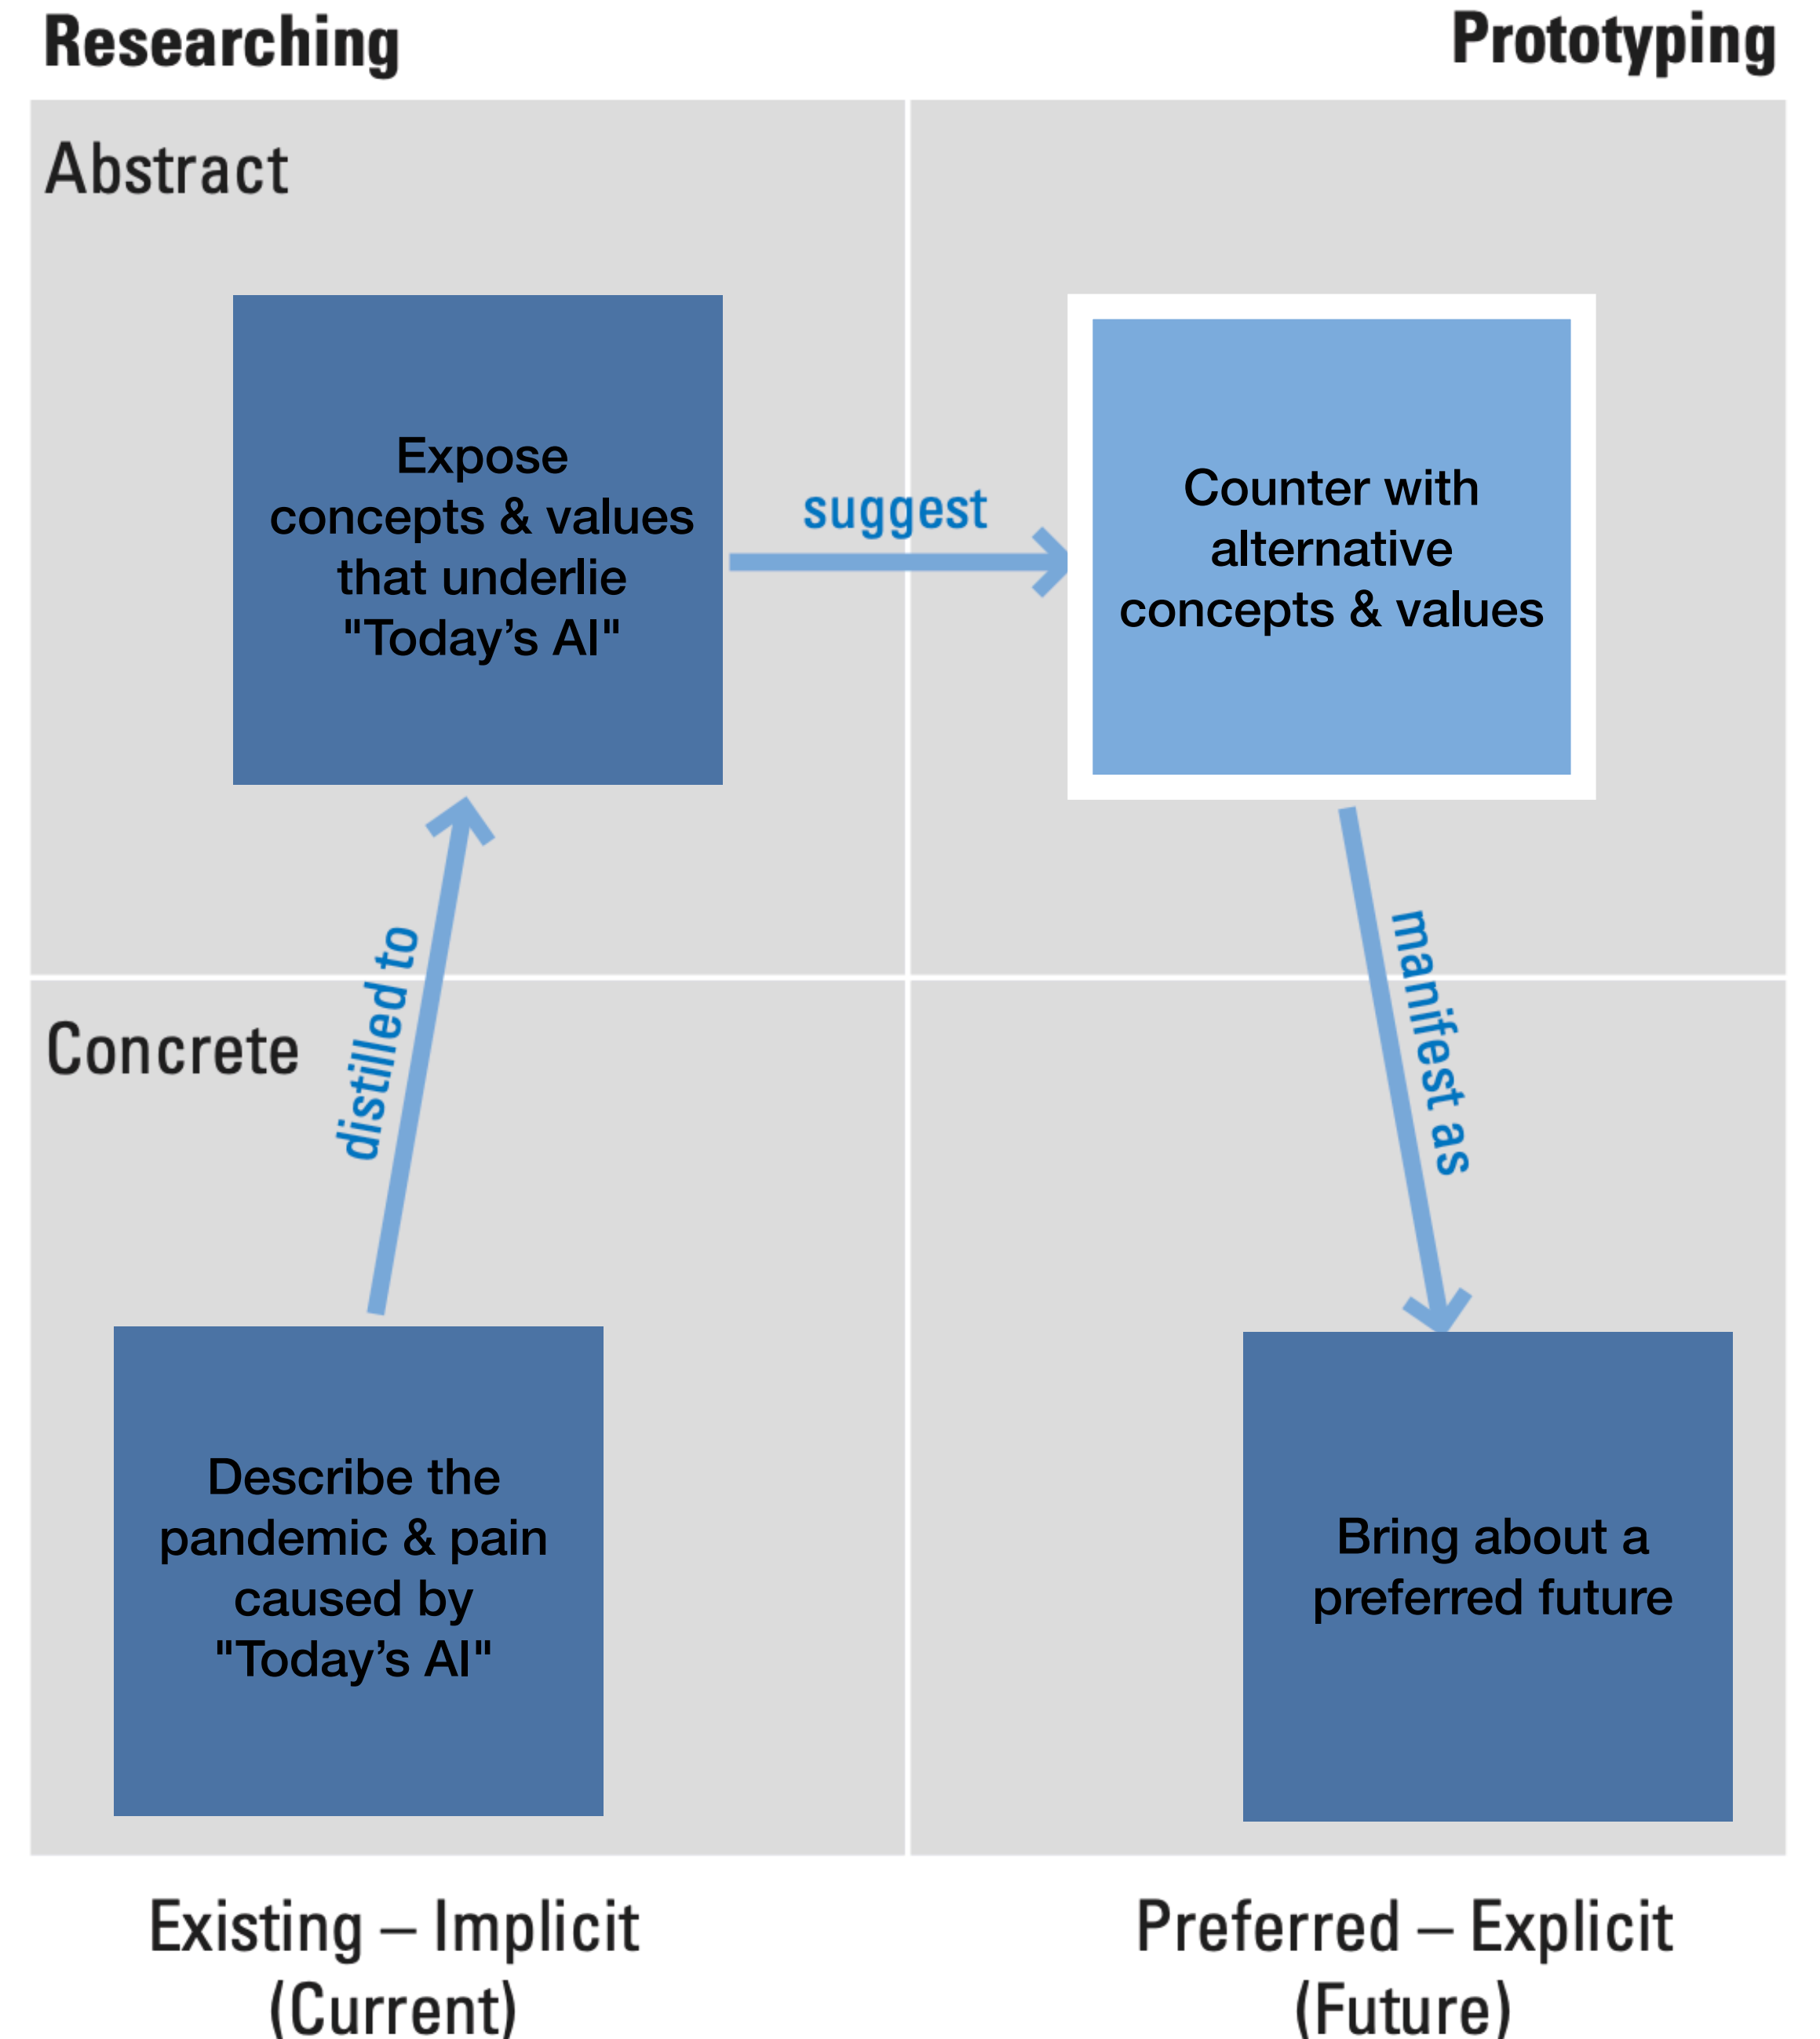 Researching
Prototyping
Abstract
Expose
concepts & values
that underlie
"Today’s AI"
suggest
Counter with
alternative
concepts & values
distilled to
manifest as
Concrete
Describe the
pandemic & pain
caused by
"Today’s AI"
Bring about a
preferred future
Existing – Implicit
(Current)
Preferred – Explicit
(Future)